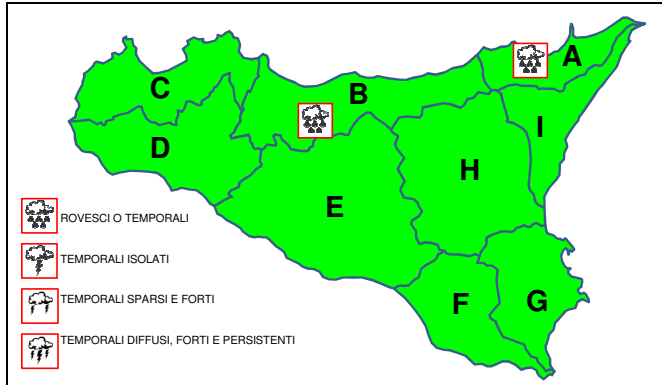 A
C
B
I
D
H
E
ROVESCI O TEMPORALI
TEMPORALI ISOLATI
TEMPORALI SPARSI E FORTI
F
G
TEMPORALI DIFFUSI, FORTI E PERSISTENTI